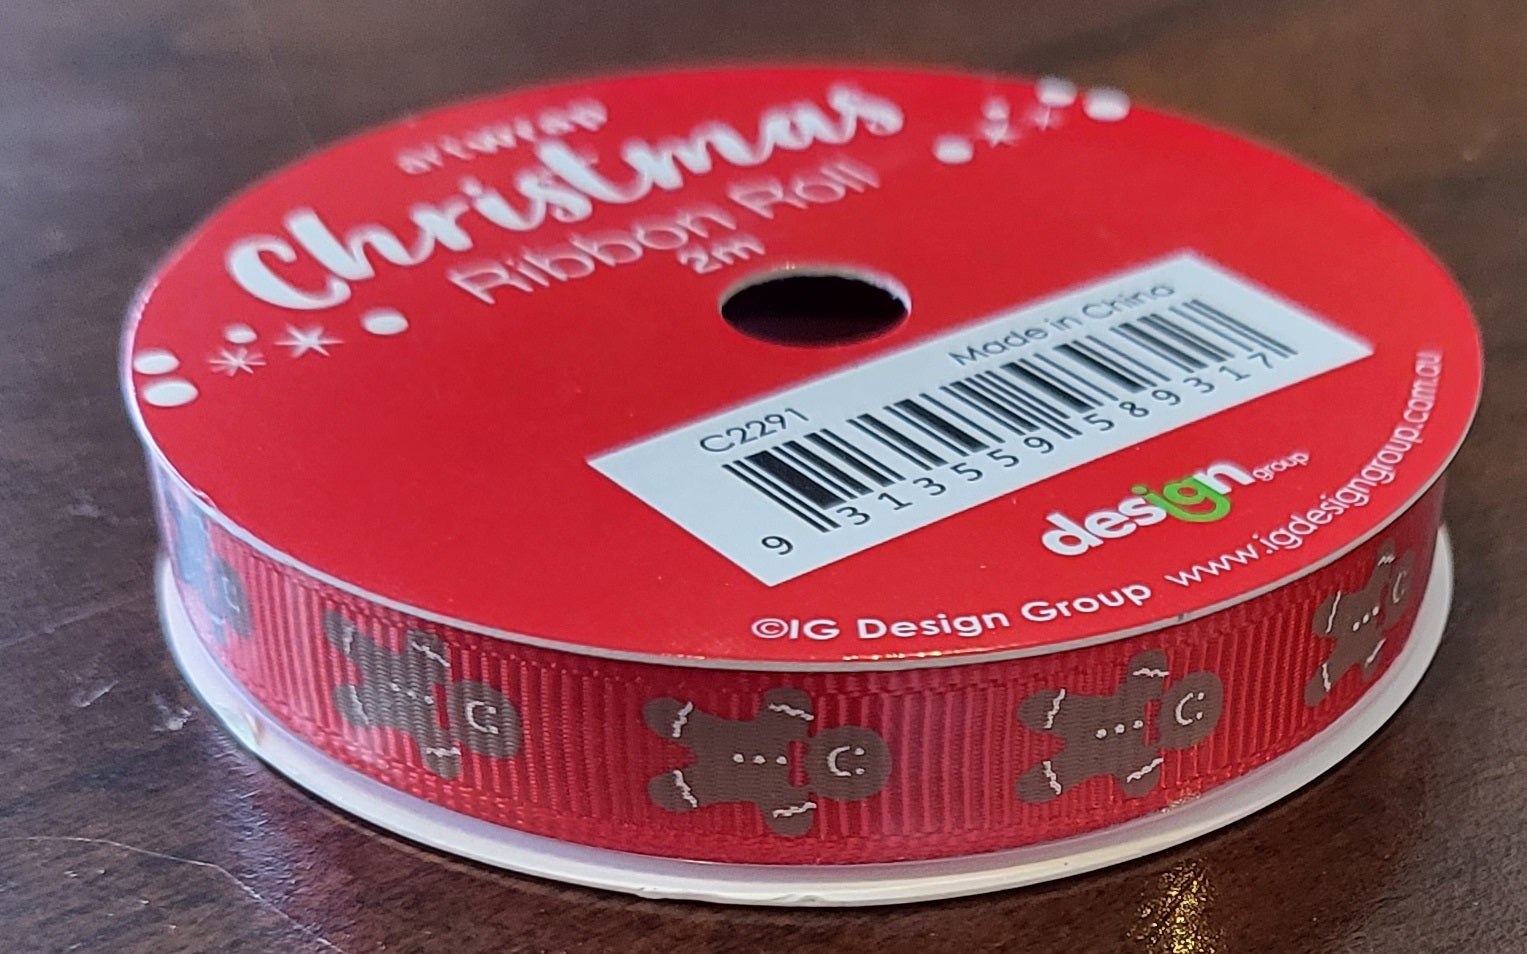 artwrap
Christmas
Ribbon Roll
2m
Made in China
C2291
9 313559 589317
design group
©IG Design Group www.igdesigngroup.com.au